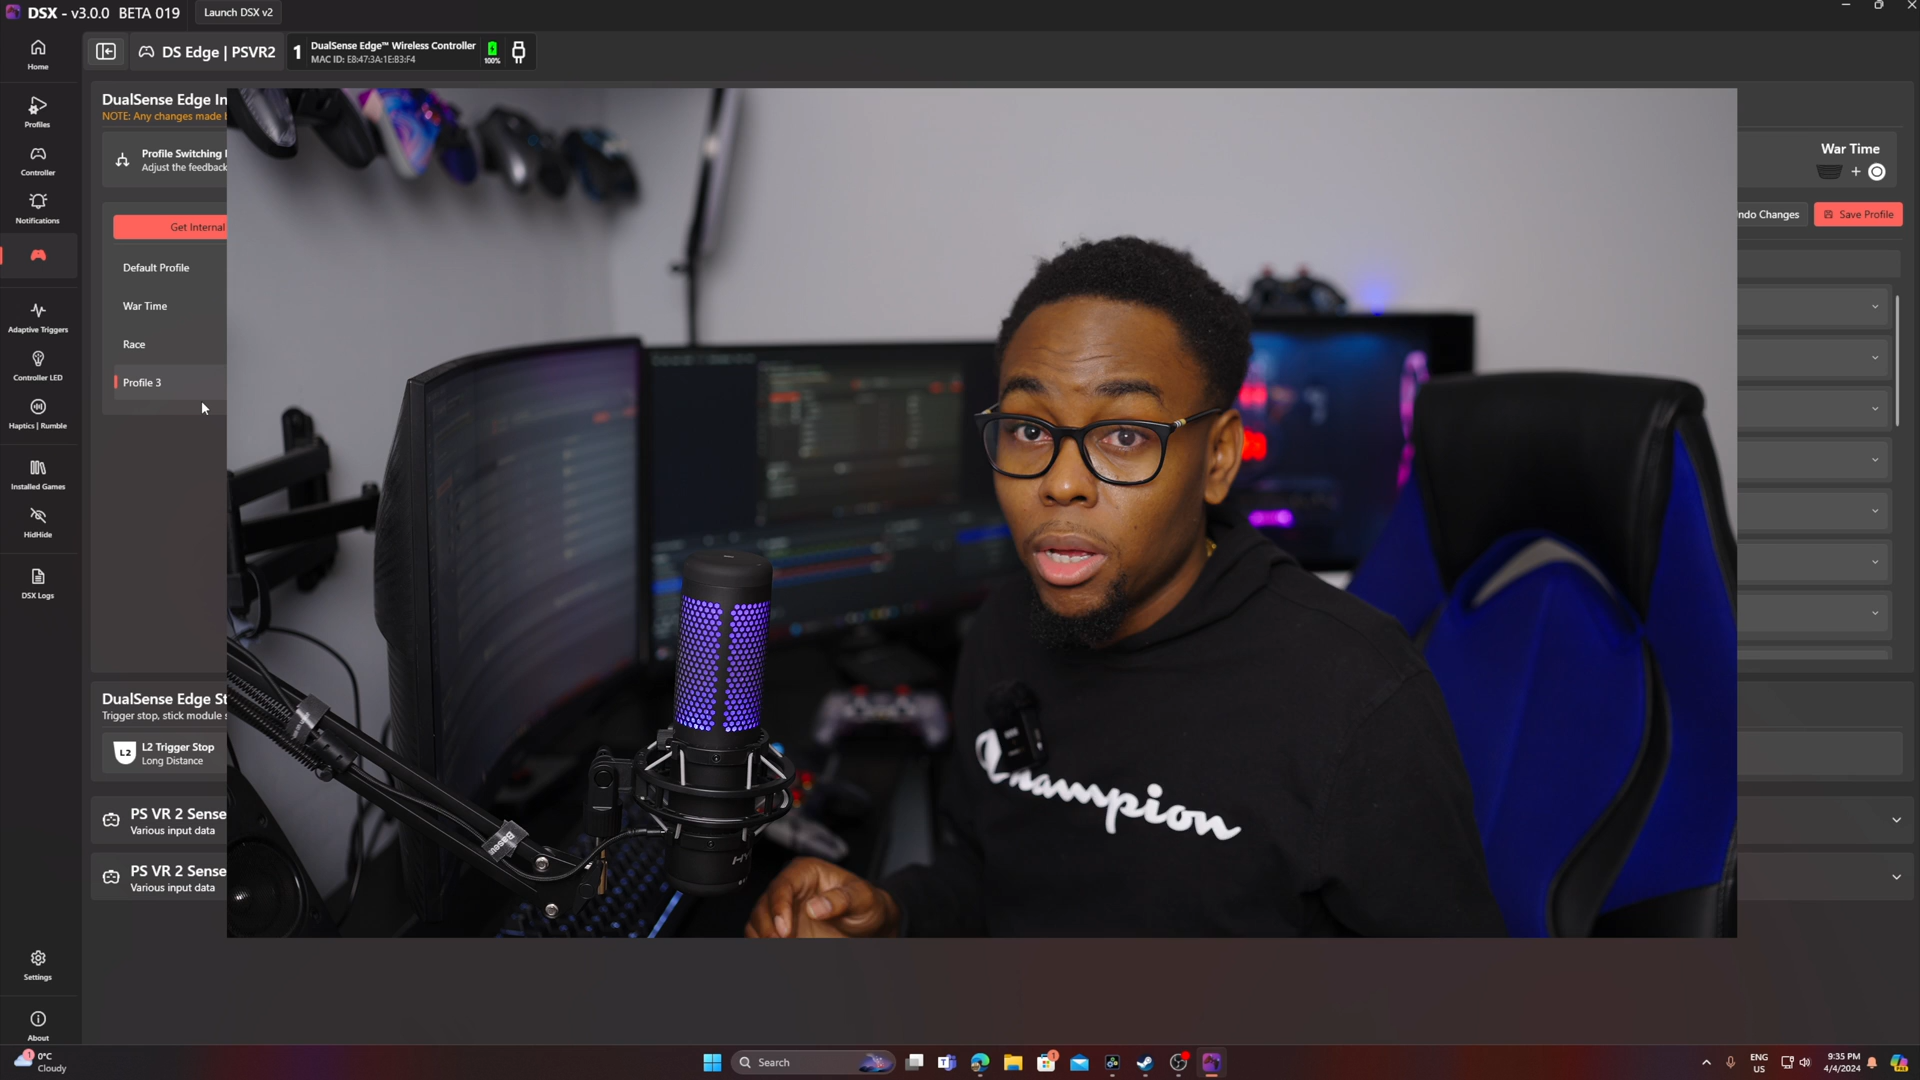 DSX - v3.0.0 BETA 019
Launch DSX v2
DS Edge | PSVR2
1
DualSense Edge™ Wireless Controller
MAC ID: E8:47:3A:1E:B3:F4
100%
Home
Profiles
Controller
Notifications
Adaptive Triggers
Controller LED
Haptics | Rumble
Installed Games
HidHide
DSX Logs
Settings
About
DualSense Edge In
NOTE: Any changes made
Profile Switching
Adjust the feedback
War Time
+
Get Internal
ndo Changes
Save Profile
Default Profile
War Time
Race
Profile 3
DualSense Edge St
Trigger stop, stick module s
L2
L2 Trigger Stop
Long Distance
PS VR 2 Sense
Various input data
PS VR 2 Sense
Various input data
Champion
1
0°C
Cloudy
Search
1
ENG
US
9:35 PM
4/4/2024